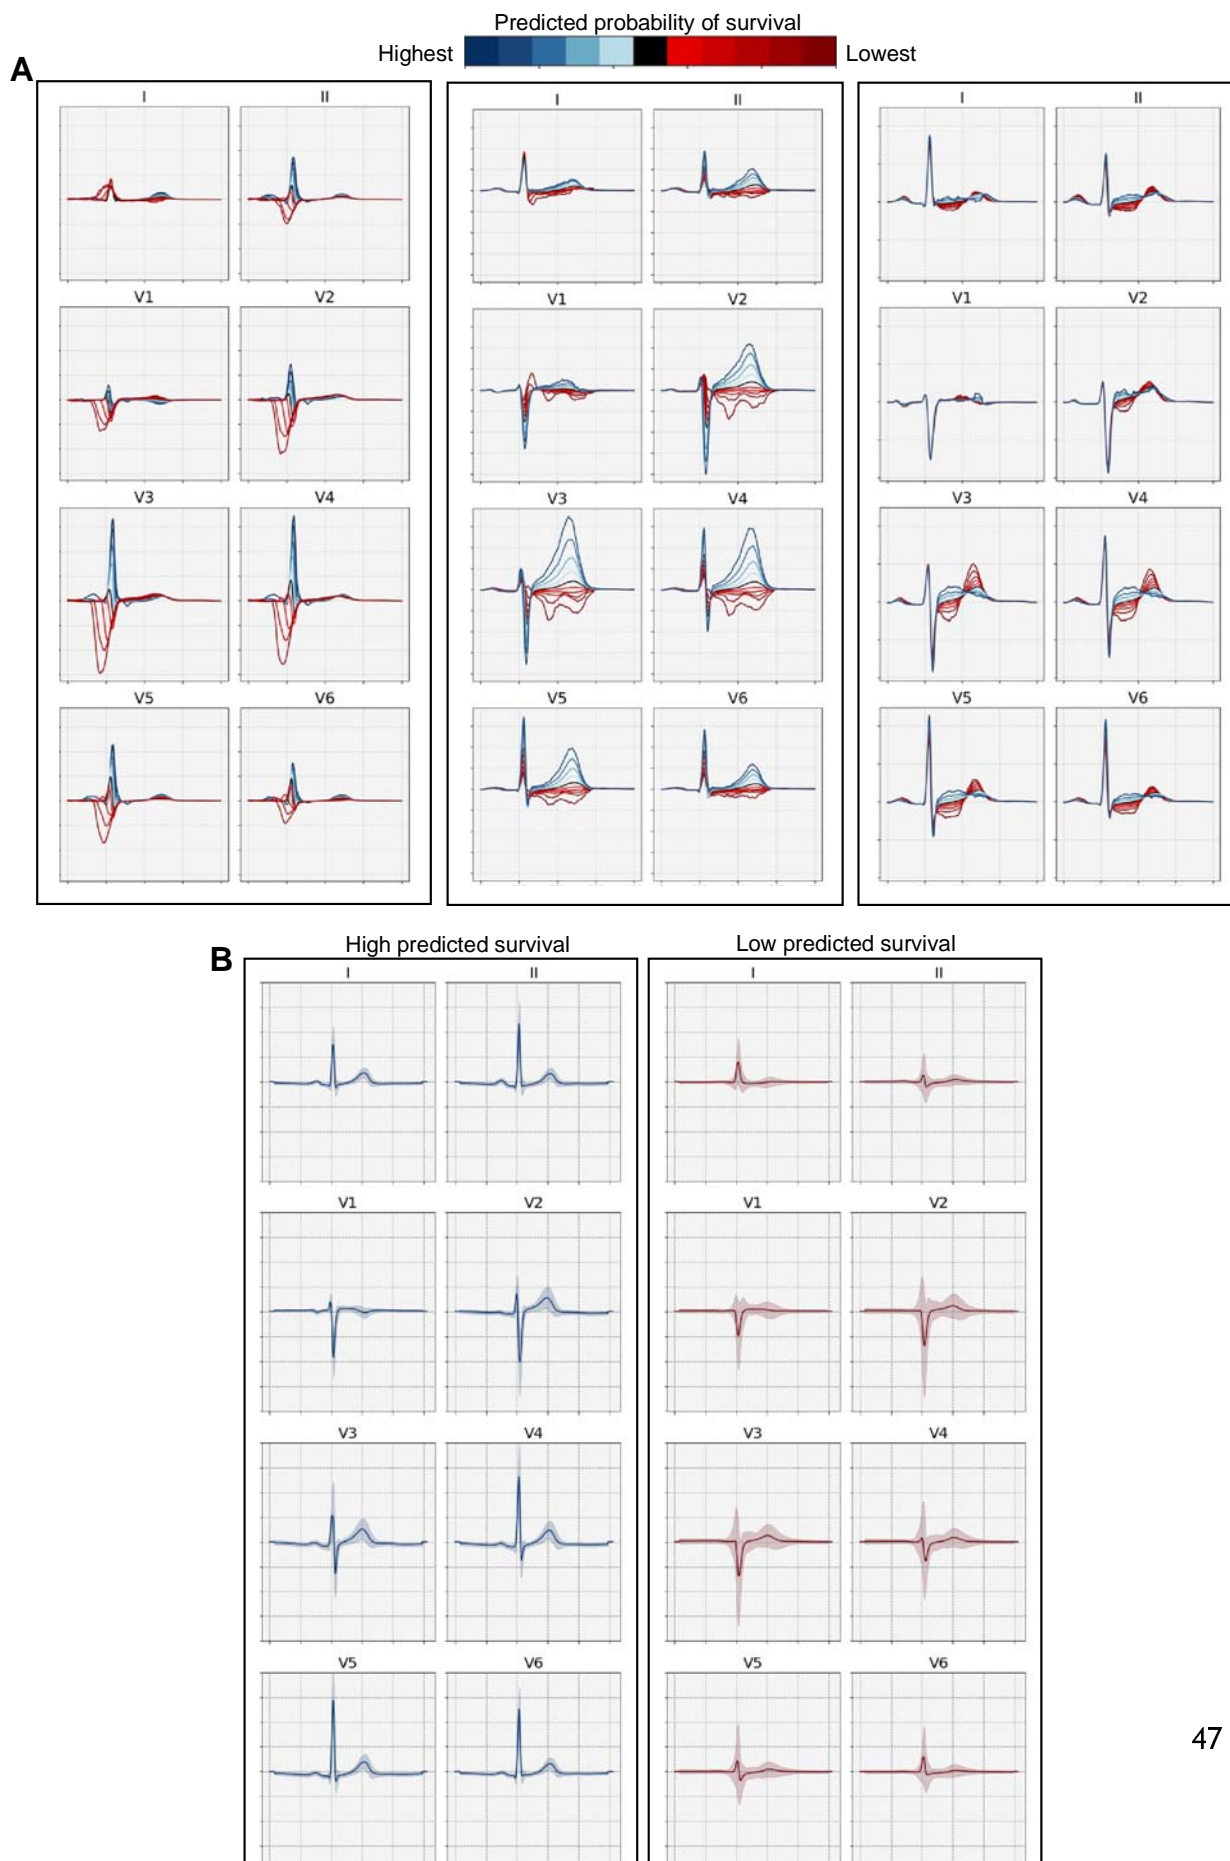 Predicted probability of survival
Highest Lowest
A
I II I II I II
V1 V2 V1 V2 V1 V2
V3 V4 V3 V4 V3 V4
V5 V6 V5 V6 V5 V6
B High predicted survival Low predicted survival
I II I II
V1 V2 V1 V2
V3 V4 V3 V4
V5 V6 V5 V6
47